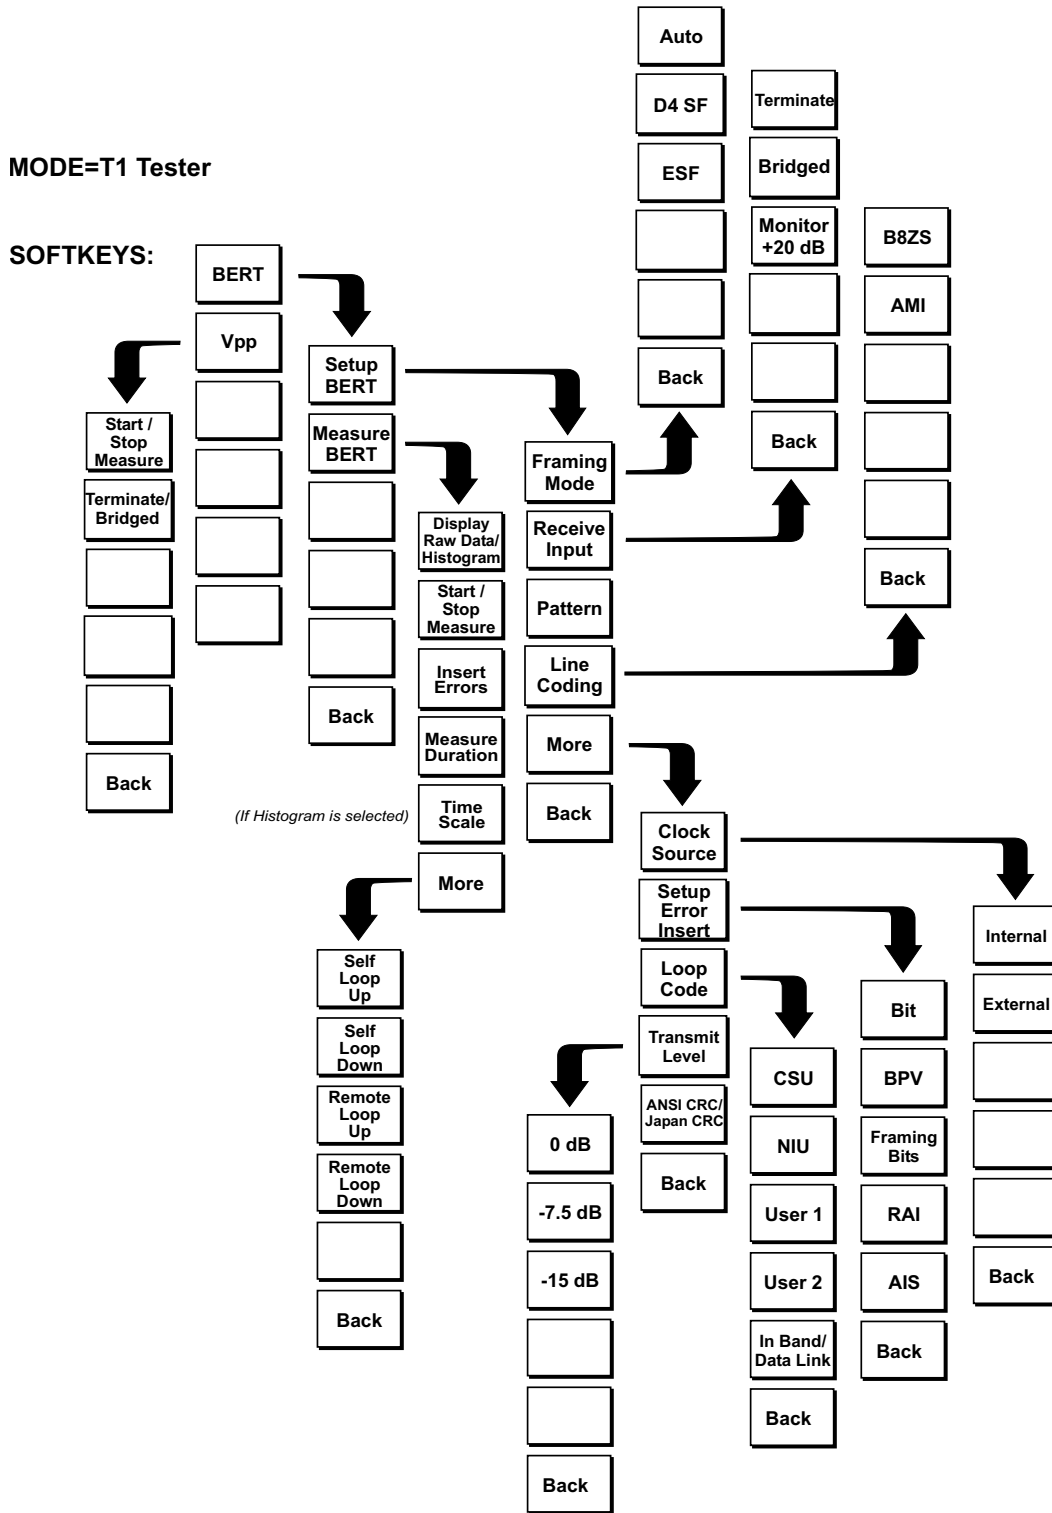 MODE=T1 Tester
SOFTKEYS:
BERT
Vpp
Start /
Stop
Measure
Terminate/
Bridged
Back
Setup
BERT
Measure
BERT
Back
Display
Raw Data/
Histogram
Start /
Stop
Measure
Insert
Errors
Measure
Duration
(If Histogram is selected)
Time
Scale
More
Self
Loop
Up
Self
Loop
Down
Remote
Loop
Up
Remote
Loop
Down
Back
Framing
Mode
Receive
Input
Pattern
Line
Coding
More
Back
Auto
D4 SF
ESF
Back
Terminate
Bridged
Monitor
+20 dB
Back
B8ZS
AMI
Back
Clock
Source
Setup
Error
Insert
Loop
Code
Transmit
Level
ANSI CRC/
Japan CRC
Back
0 dB
-7.5 dB
-15 dB
Back
CSU
NIU
User 1
User 2
In Band/
Data Link
Back
Bit
BPV
Framing
Bits
RAI
AIS
Back
Internal
External
Back